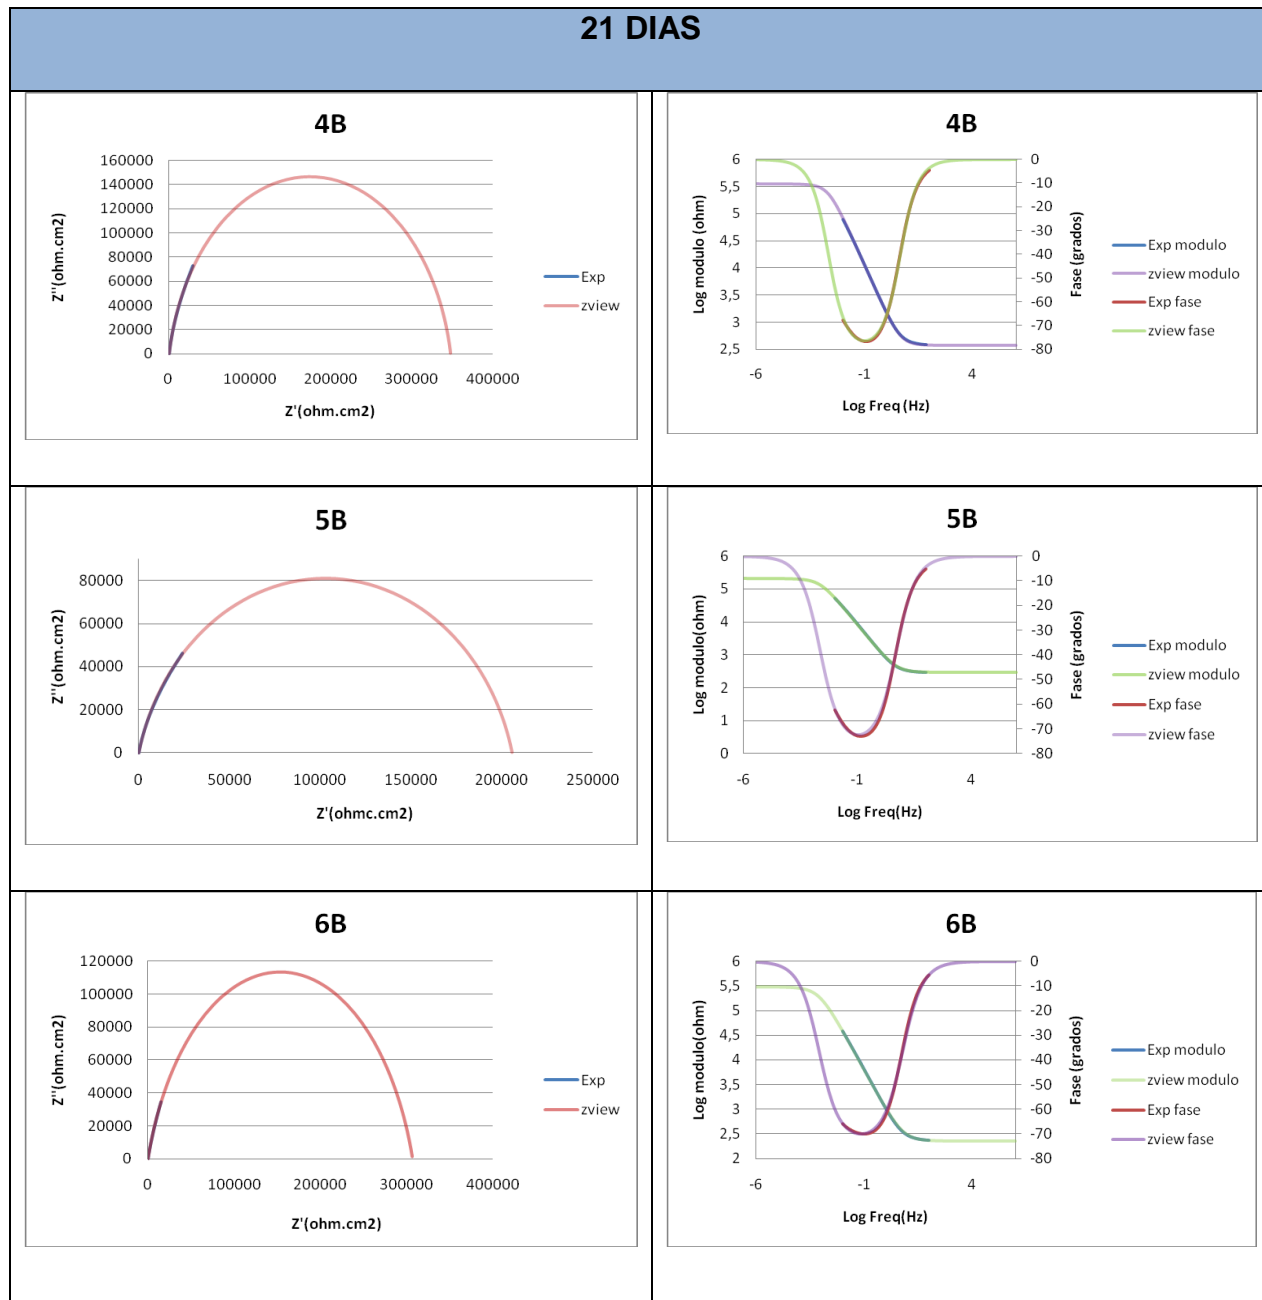 21 DIAS
4B
160000
140000
120000
100000
80000
60000
40000
20000
0
Z''(ohm.cm2)
0 100000 200000 300000 400000
Z'(ohm.cm2)
Exp
zview
4B
6
5,5
5
4,5
4
3,5
3
2,5
Log modulo (ohm)
0
-10
-20
-30
-40
-50
-60
-70
-80
Fase (grados)
-6 -1 4
Log Freq (Hz)
Exp modulo
zview modulo
Exp fase
zview fase
5B
80000
60000
40000
20000
0
Z''(ohm.cm2)
0 50000 100000 150000 200000 250000
Z'(ohmc.cm2)
5B
6
5
4
3
2
1
0
Log modulo(ohm)
0
-10
-20
-30
-40
-50
-60
-70
-80
Fase (grados)
-6 -1 4
Log Freq(Hz)
Exp modulo
zview modulo
Exp fase
zview fase
6B
120000
100000
80000
60000
40000
20000
0
Z''(ohm.cm2)
0 100000 200000 300000 400000
Z'(ohm.cm2)
Exp
zview
6B
6
5,5
5
4,5
4
3,5
3
2,5
2
Log modulo(ohm)
0
-10
-20
-30
-40
-50
-60
-70
-80
Fase (grados)
-6 -1 4
Log Freq(Hz)
Exp modulo
zview modulo
Exp fase
zview fase